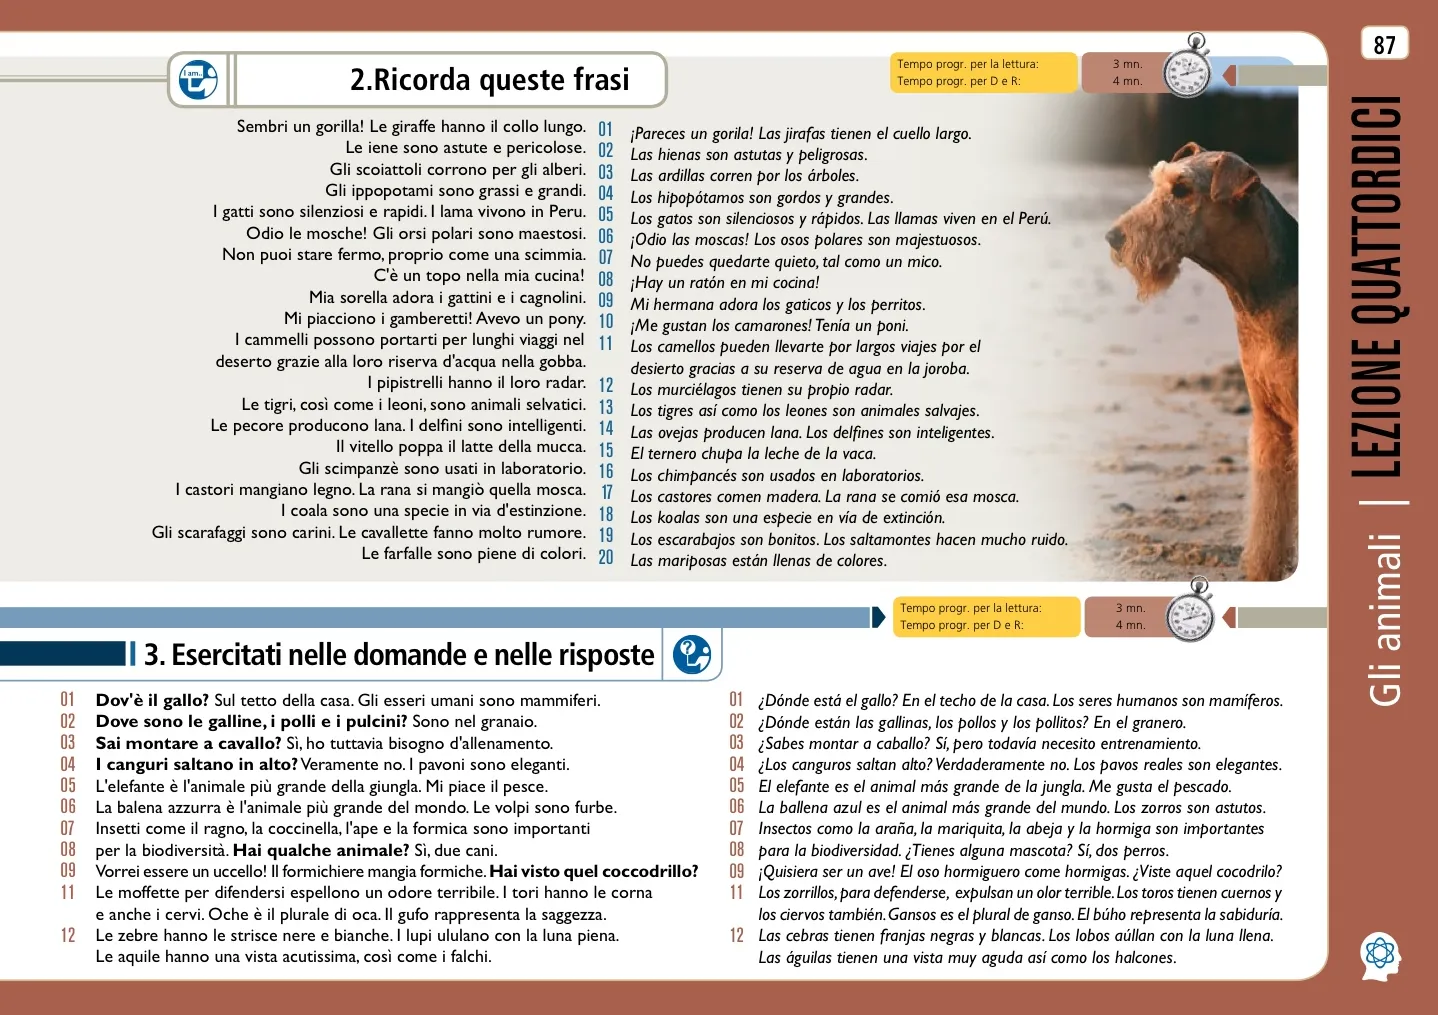 87
I am...
2.Ricorda queste frasi
Tempo progr. per la lettura: 3 mn.
Tempo progr. per D e R: 4 mn.
Sembri un gorilla! Le giraffe hanno il collo lungo. 01 ¡Pareces un gorila! Las jirafas tienen el cuello largo.
Le iene sono astute e pericolose. 02 Las hienas son astutas y peligrosas.
Gli scoiattoli corrono per gli alberi. 03 Las ardillas corren por los árboles.
Gli ippopotami sono grassi e grandi. 04 Los hipopótamos son gordos y grandes.
I gatti sono silenziosi e rapidi. I lama vivono in Peru. 05 Los gatos son silenciosos y rápidos. Las llamas viven en el Perú.
Odio le mosche! Gli orsi polari sono maestosi. 06 ¡Odio las moscas! Los osos polares son majestuosos.
Non puoi stare fermo, proprio come una scimmia. 07 No puedes quedarte quieto, tal como un mico.
C'è un topo nella mia cucina! 08 ¡Hay un ratón en mi cocina!
Mia sorella adora i gattini e i cagnolini. 09 Mi hermana adora los gaticos y los perritos.
Mi piacciono i gamberetti! Avevo un pony. 10 ¡Me gustan los camarones! Tenía un poni.
I cammelli possono portarti per lunghi viaggi nel 11 Los camellos pueden llevarte por largos viajes por el
deserto grazie alla loro riserva d'acqua nella gobba. desierto gracias a su reserva de agua en la joroba.
I pipistrelli hanno il loro radar. 12 Los murciélagos tienen su propio radar.
Le tigri, così come i leoni, sono animali selvatici. 13 Los tigres así como los leones son animales salvajes.
Le pecore producono lana. I delfini sono intelligenti. 14 Las ovejas producen lana. Los delfines son inteligentes.
Il vitello poppa il latte della mucca. 15 El ternero chupa la leche de la vaca.
Gli scimpanzè sono usati in laboratorio. 16 Los chimpancés son usados en laboratorios.
I castori mangiano legno. La rana si mangiò quella mosca. 17 Los castores comen madera. La rana se comió esa mosca.
I coala sono una specie in via d'estinzione. 18 Los koalas son una especie en vía de extinción.
Gli scarafaggi sono carini. Le cavallette fanno molto rumore. 19 Los escarabajos son bonitos. Los saltamontes hacen mucho ruido.
Le farfalle sono piene di colori. 20 Las mariposas están llenas de colores.
Tempo progr. per la lettura: 3 mn.
Tempo progr. per D e R: 4 mn.
3. Esercitati nelle domande e nelle risposte
01 Dov'è il gallo? Sul tetto della casa. Gli esseri umani sono mammiferi.
02 Dove sono le galline, i polli e i pulcini? Sono nel granaio.
03 Sai montare a cavallo? Sì, ho tuttavia bisogno d'allenamento.
04 I canguri saltano in alto? Veramente no. I pavoni sono eleganti.
05 L'elefante è l'animale più grande della giungla. Mi piace il pesce.
06 La balena azzurra è l'animale più grande del mondo. Le volpi sono furbe.
07 Insetti come il ragno, la coccinella, l'ape e la formica sono importanti
08 per la biodiversità. Hai qualche animale? Sì, due cani.
09 Vorrei essere un uccello! Il formichiere mangia formiche. Hai visto quel coccodrillo?
11 Le moffette per difendersi espellono un odore terribile. I tori hanno le corna
e anche i cervi. Oche è il plurale di oca. Il gufo rappresenta la saggezza.
12 Le zebre hanno le strisce nere e bianche. I lupi ululano con la luna piena.
Le aquile hanno una vista acutissima, così come i falchi.
01 ¿Dónde está el gallo? En el techo de la casa. Los seres humanos son mamíferos.
02 ¿Dónde están las gallinas, los pollos y los pollitos? En el granero.
03 ¿Sabes montar a caballo? Sí, pero todavía necesito entrenamiento.
04 ¿Los canguros saltan alto? Verdaderamente no. Los pavos reales son elegantes.
05 El elefante es el animal más grande de la jungla. Me gusta el pescado.
06 La ballena azul es el animal más grande del mundo. Los zorros son astutos.
07 Insectos como la araña, la mariquita, la abeja y la hormiga son importantes
08 para la biodiversidad. ¿Tienes alguna mascota? Sí, dos perros.
09 ¡Quisiera ser un ave! El oso hormiguero come hormigas. ¿Viste aquel cocodrilo?
11 Los zorrillos, para defenderse, expulsan un olor terrible. Los toros tienen cuernos y
los ciervos también. Gansos es el plural de ganso. El búho representa la sabiduría.
12 Las cebras tienen franjas negras y blancas. Los lobos aúllan con la luna llena.
Las águilas tienen una vista muy aguda así como los halcones.
Gli animali | LEZIONE QUATTORDICI